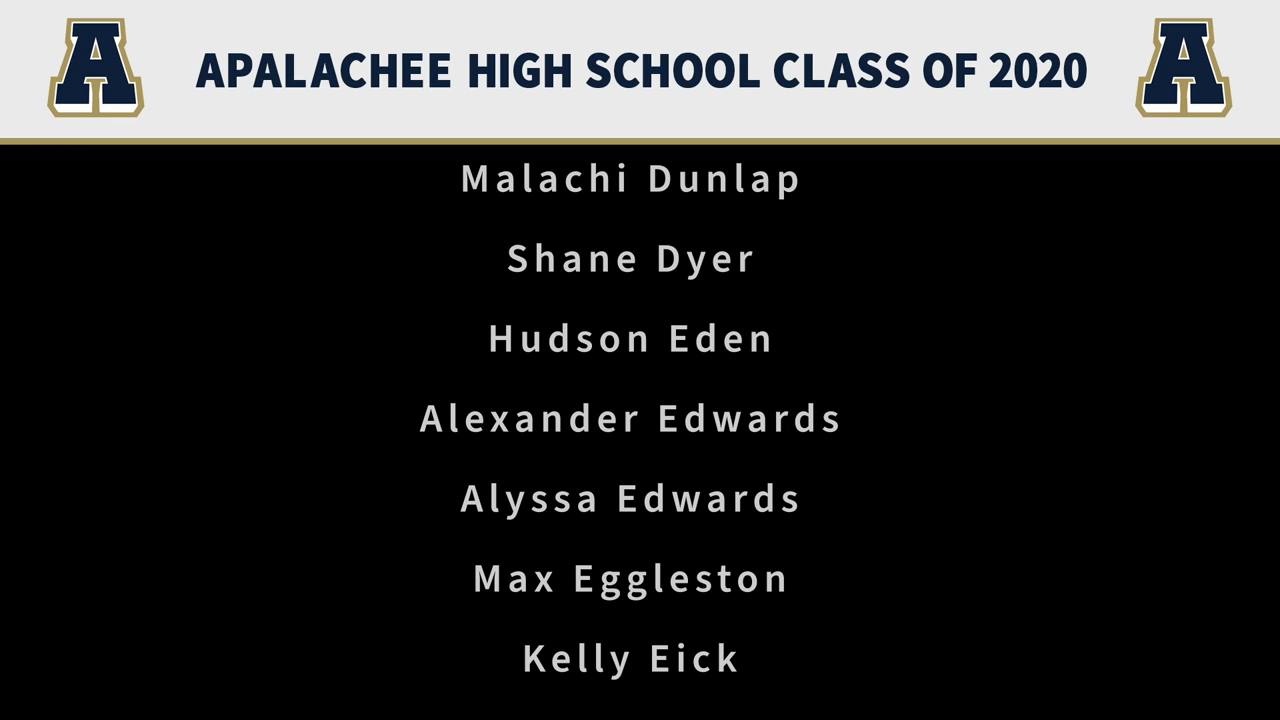 A APALACHEE HIGH SCHOOL CLASS OF 2020 A
Malachi Dunlap
Shane Dyer
Hudson Eden
Alexander Edwards
Alyssa Edwards
Max Eggleston
Kelly Eick